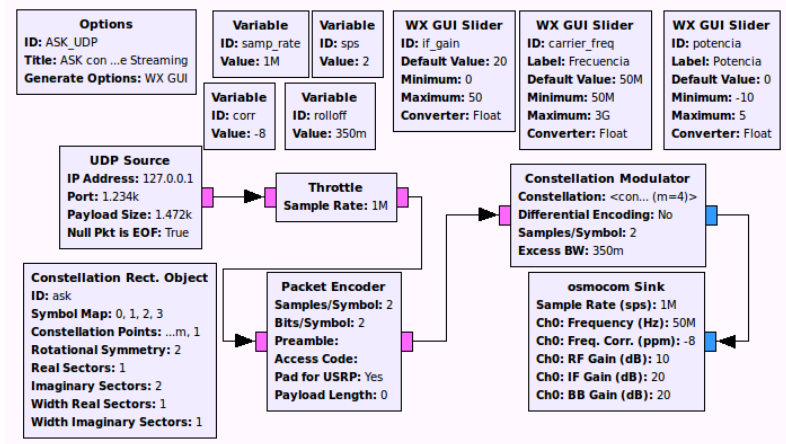 Options
ID: ASK_UDP
Title: ASK con ...e Streaming
Generate Options: WX GUI
Variable
ID: samp_rate
Value: 1M
Variable
ID: sps
Value: 2
WX GUI Slider
ID: if_gain
Default Value: 20
Minimum: 0
Maximum: 50
Converter: Float
WX GUI Slider
ID: carrier_freq
Label: Frecuencia
Default Value: 50M
Minimum: 50M
Maximum: 3G
Converter: Float
WX GUI Slider
ID: potencia
Label: Potencia
Default Value: 0
Minimum: -10
Maximum: 5
Converter: Float
Variable
ID: corr
Value: -8
Variable
ID: rolloff
Value: 350m
UDP Source
IP Address: 127.0.0.1
Port: 1.234k
Payload Size: 1.472k
Null Pkt is EOF: True
Throttle
Sample Rate: 1M
Constellation Modulator
Constellation: <con... (m=4)>
Differential Encoding: No
Samples/Symbol: 2
Excess BW: 350m
Constellation Rect. Object
ID: ask
Symbol Map: 0, 1, 2, 3
Constellation Points: ...m, 1
Rotational Symmetry: 2
Real Sectors: 1
Imaginary Sectors: 2
Width Real Sectors: 1
Width Imaginary Sectors: 1
Packet Encoder
Samples/Symbol: 2
Bits/Symbol: 2
Preamble:
Access Code:
Pad for USRP: Yes
Payload Length: 0
osmocom Sink
Sample Rate (sps): 1M
Ch0: Frequency (Hz): 50M
Ch0: Freq. Corr. (ppm): -8
Ch0: RF Gain (dB): 10
Ch0: IF Gain (dB): 20
Ch0: BB Gain (dB): 20